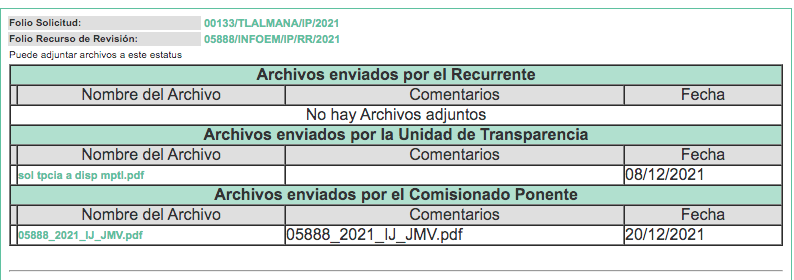 Folio Solicitud: 00133/TLALMANA/IP/2021
Folio Recurso de Revisión: 05888/INFOEM/IP/RR/2021
Puede adjuntar archivos a este estatus
Archivos enviados por el Recurrente
Nombre del Archivo Comentarios Fecha
No hay Archivos adjuntos
Archivos enviados por la Unidad de Transparencia
Nombre del Archivo Comentarios Fecha
sol tpcia a disp mptl.pdf 08/12/2021
Archivos enviados por el Comisionado Ponente
Nombre del Archivo Comentarios Fecha
05888_2021_IJ_JMV.pdf 05888_2021_IJ_JMV.pdf 20/12/2021